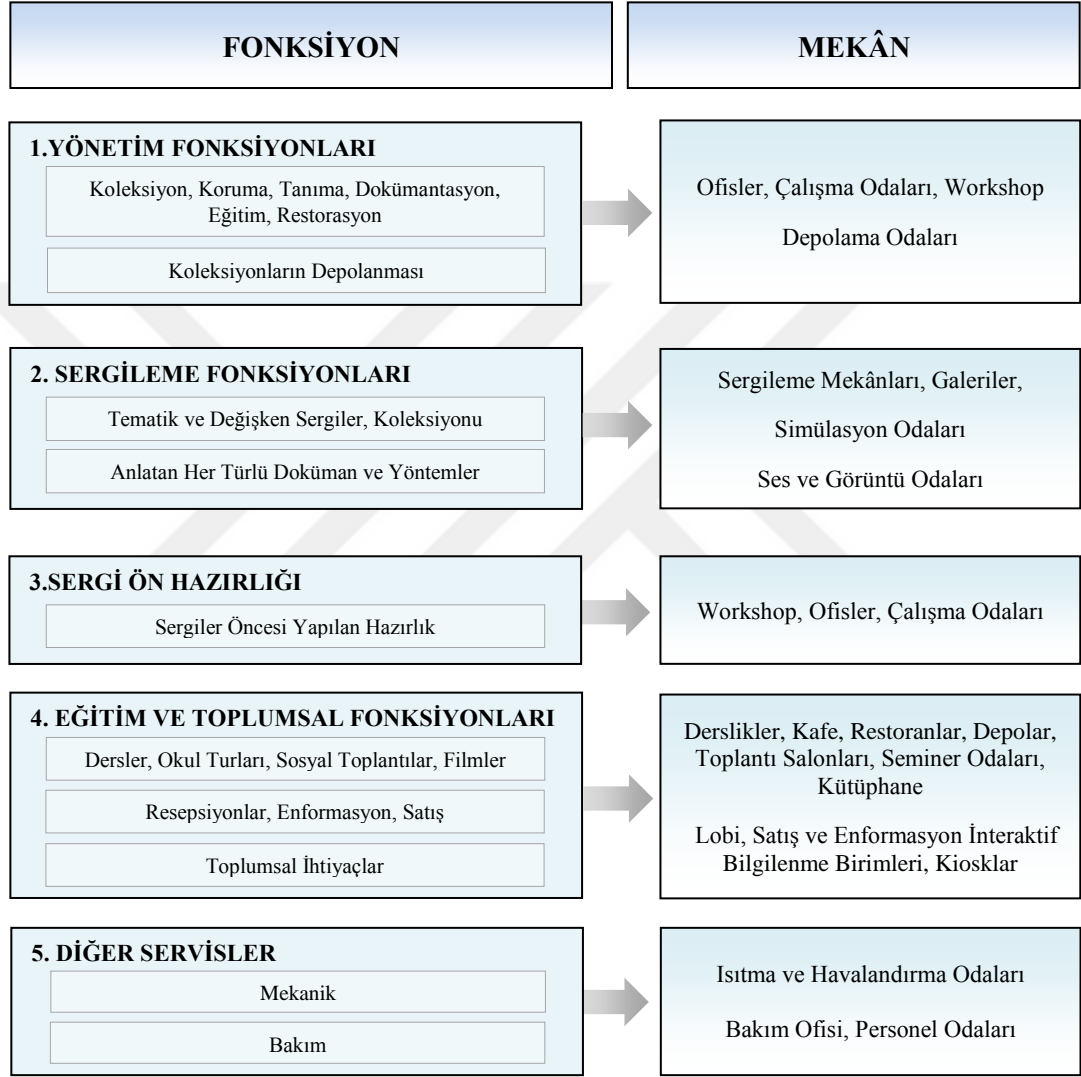 FONKSİYON
MEKÂN
1.YÖNETİM FONKSİYONLARI
Koleksiyon, Koruma, Tanıma, Dokümantasyon,
Eğitim, Restorasyon
Koleksiyonların Depolanması
Ofisler, Çalışma Odaları, Workshop
Depolama Odaları
2. SERGİLEME FONKSİYONLARI
Tematik ve Değişken Sergiler, Koleksiyonu
Anlatan Her Türlü Doküman ve Yöntemler
Sergileme Mekânları, Galeriler,
Simülasyon Odaları
Ses ve Görüntü Odaları
3.SERGİ ÖN HAZIRLIĞI
Sergiler Öncesi Yapılan Hazırlık
Workshop, Ofisler, Çalışma Odaları
4. EĞİTİM VE TOPLUMSAL FONKSİYONLARI
Dersler, Okul Turları, Sosyal Toplantılar, Filmler
Resepsiyonlar, Enformasyon, Satış
Toplumsal İhtiyaçlar
Derslikler, Kafe, Restoranlar, Depolar,
Toplantı Salonları, Seminer Odaları,
Kütüphane
Lobi, Satış ve Enformasyon İnteraktif
Bilgilenme Birimleri, Kiosklar
5. DİĞER SERVİSLER
Mekanik
Bakım
Isıtma ve Havalandırma Odaları
Bakım Ofisi, Personel Odaları